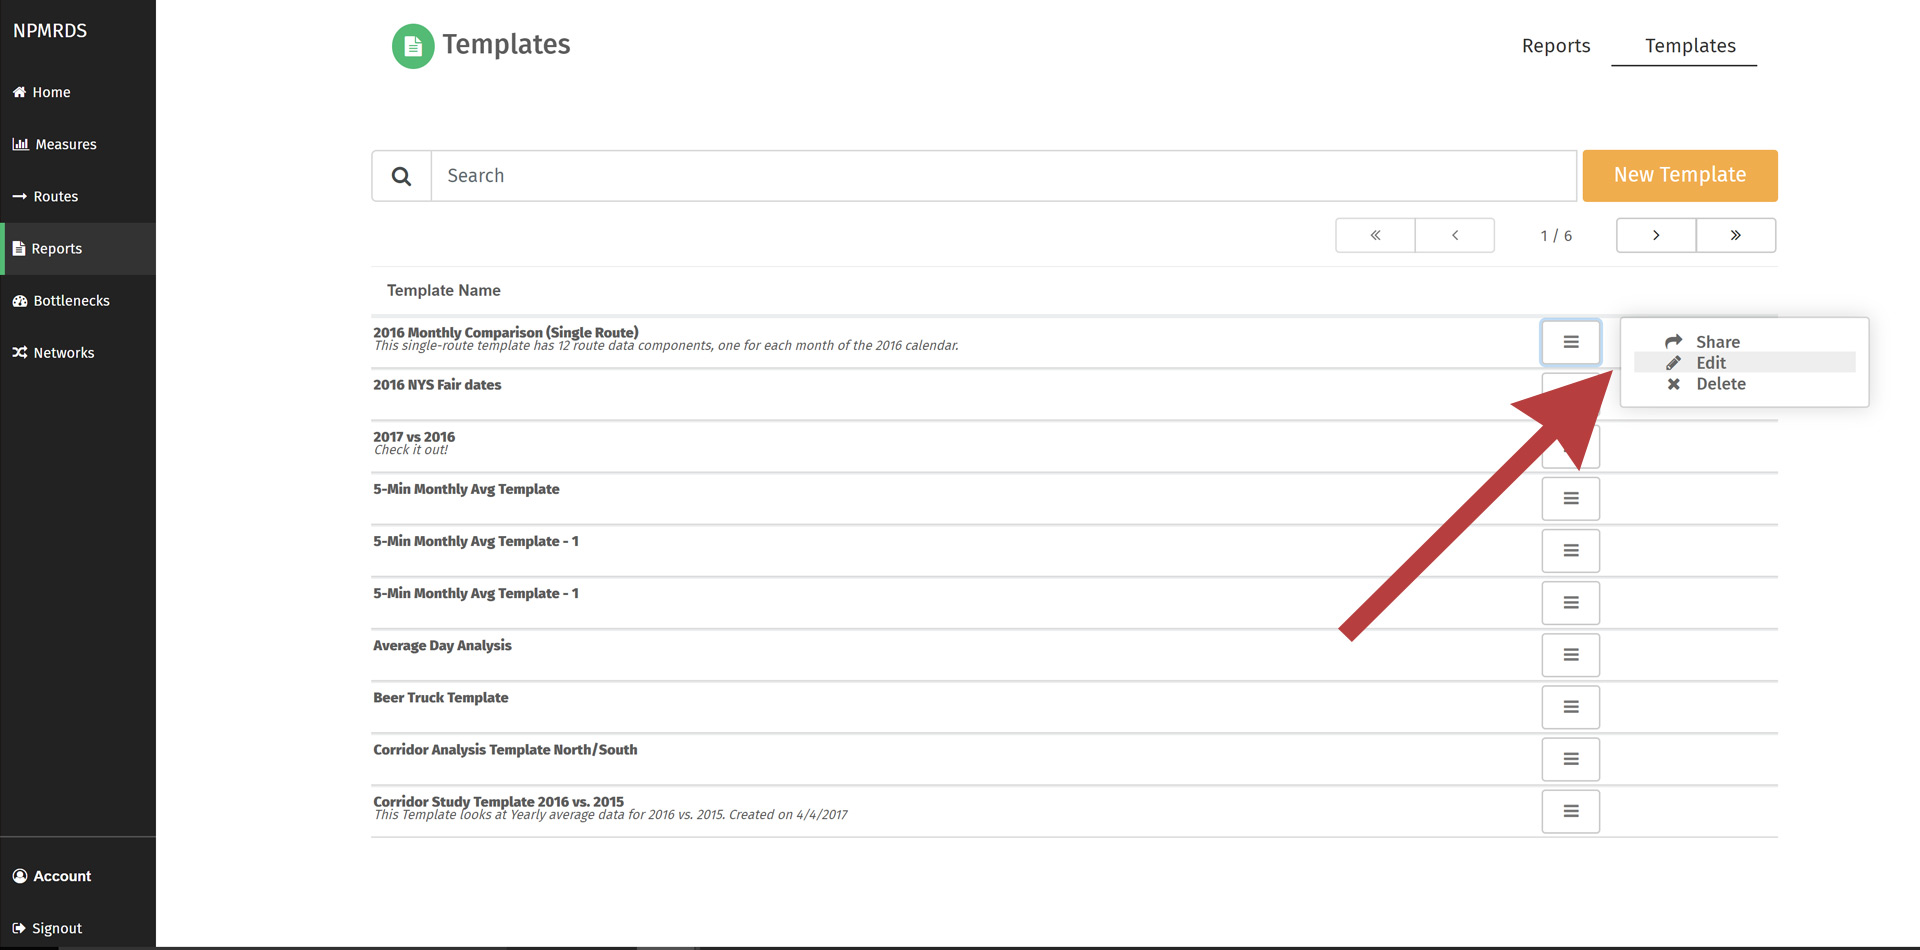 NPMRDS
Home
Measures
Routes
Reports
Bottlenecks
Networks
Account
Signout
Templates
Reports
Templates
Search
New Template
« ‹ 1 / 6 › »
Template Name
2016 Monthly Comparison (Single Route)
This single-route template has 12 route data components, one for each month of the 2016 calendar.
Share
Edit
Delete
2016 NYS Fair dates
2017 vs 2016
Check it out!
5-Min Monthly Avg Template
5-Min Monthly Avg Template - 1
5-Min Monthly Avg Template - 1
Average Day Analysis
Beer Truck Template
Corridor Analysis Template North/South
Corridor Study Template 2016 vs. 2015
This Template looks at Yearly average data for 2016 vs. 2015. Created on 4/4/2017